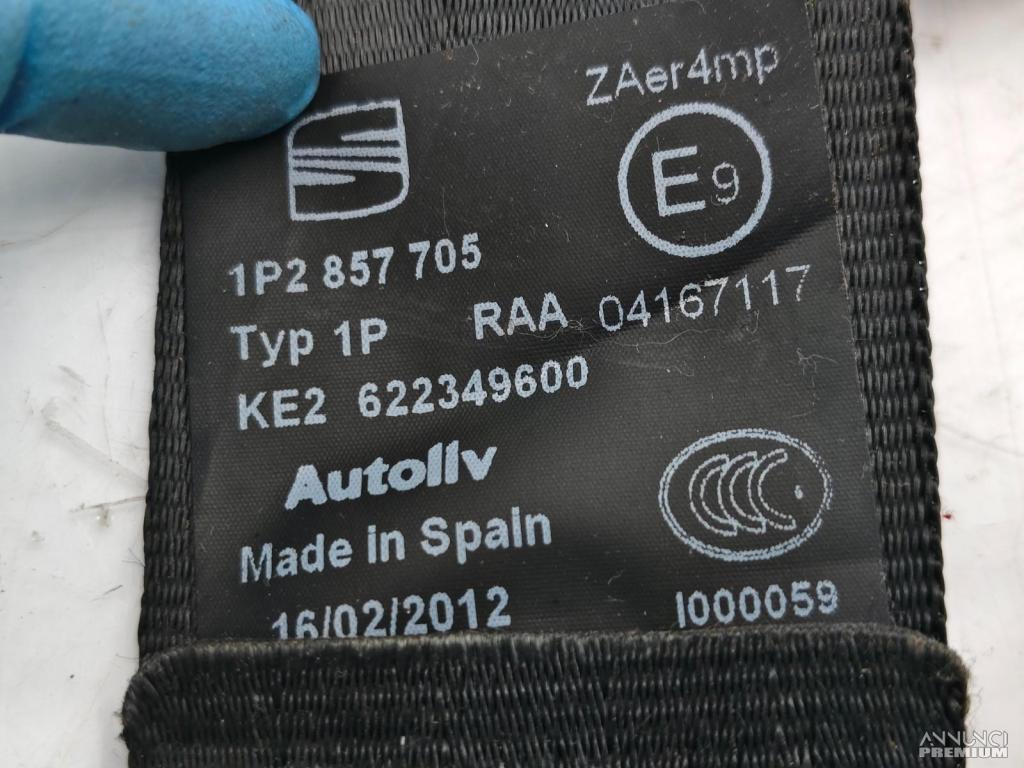 ZAer4mp
E9
1P2 857 705
Typ 1P RAA 04167117
KE2 622349600
Autoliv
Made in Spain
16/02/2012 I000059
ANNUNCI
PREMIUM